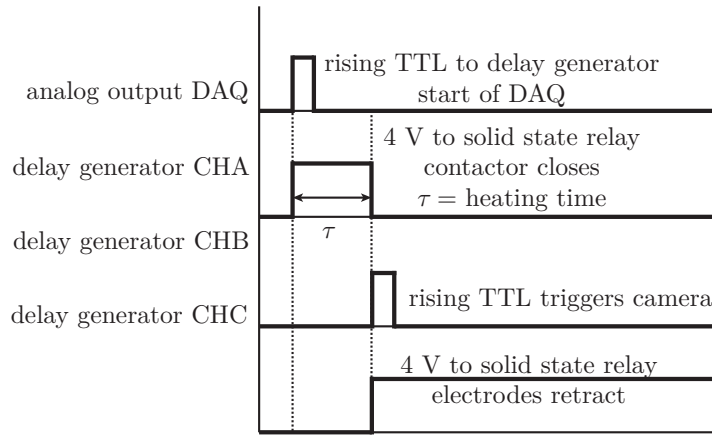 rising TTL to delay generator
analog output DAQ
start of DAQ
4 V to solid state relay
delay generator CHA
contactor closes
τ = heating time
τ
delay generator CHB
rising TTL triggers camera
delay generator CHC
4 V to solid state relay
electrodes retract